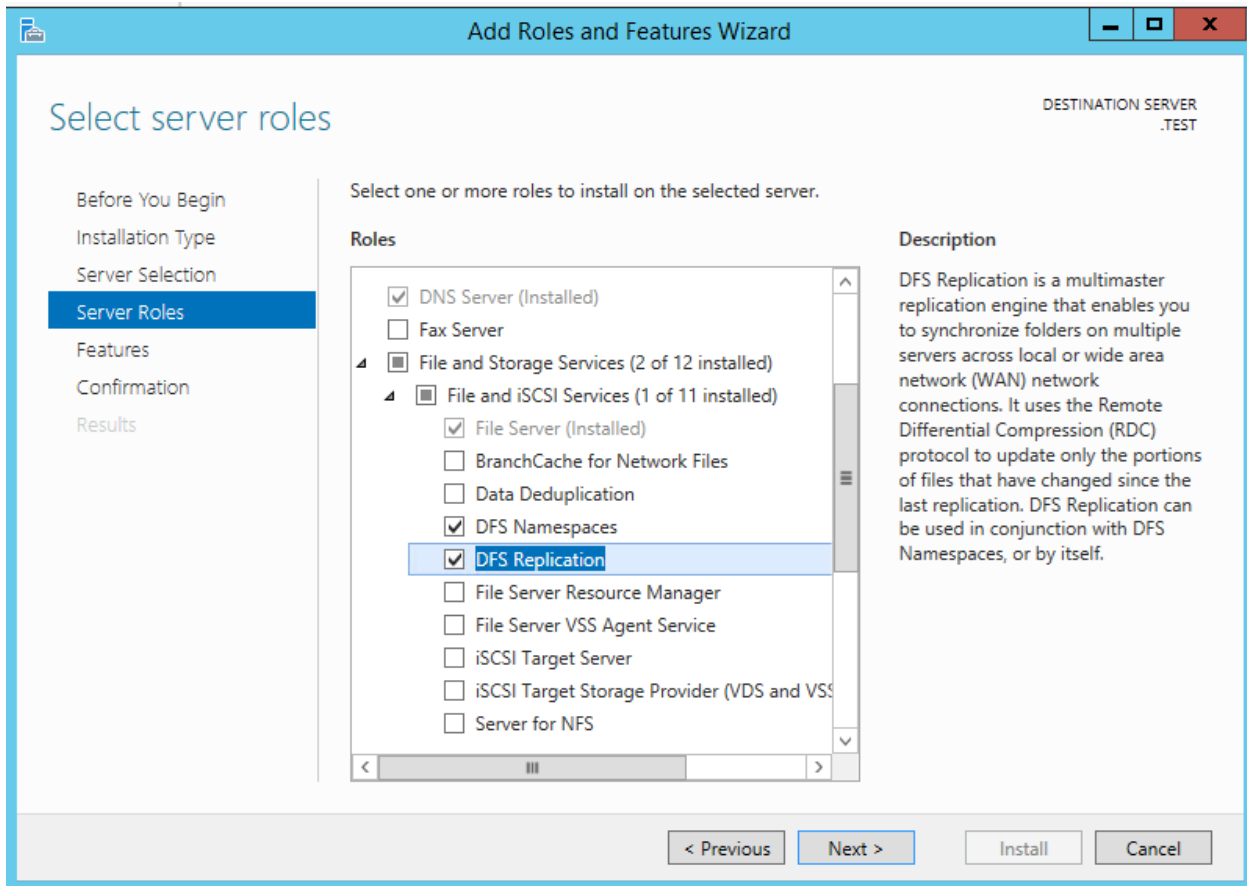 Add Roles and Features Wizard
Select server roles
DESTINATION SERVER
.TEST
Before You Begin
Installation Type
Server Selection
Server Roles
Features
Confirmation
Results
Select one or more roles to install on the selected server.
Roles
DNS Server (Installed)
Fax Server
File and Storage Services (2 of 12 installed)
File and iSCSI Services (1 of 11 installed)
File Server (Installed)
BranchCache for Network Files
Data Deduplication
DFS Namespaces
DFS Replication
File Server Resource Manager
File Server VSS Agent Service
iSCSI Target Server
iSCSI Target Storage Provider (VDS and VSS
Server for NFS
Description
DFS Replication is a multimaster
replication engine that enables you
to synchronize folders on multiple
servers across local or wide area
network (WAN) network
connections. It uses the Remote
Differential Compression (RDC)
protocol to update only the portions
of files that have changed since the
last replication. DFS Replication can
be used in conjunction with DFS
Namespaces, or by itself.
< Previous
Next >
Install
Cancel